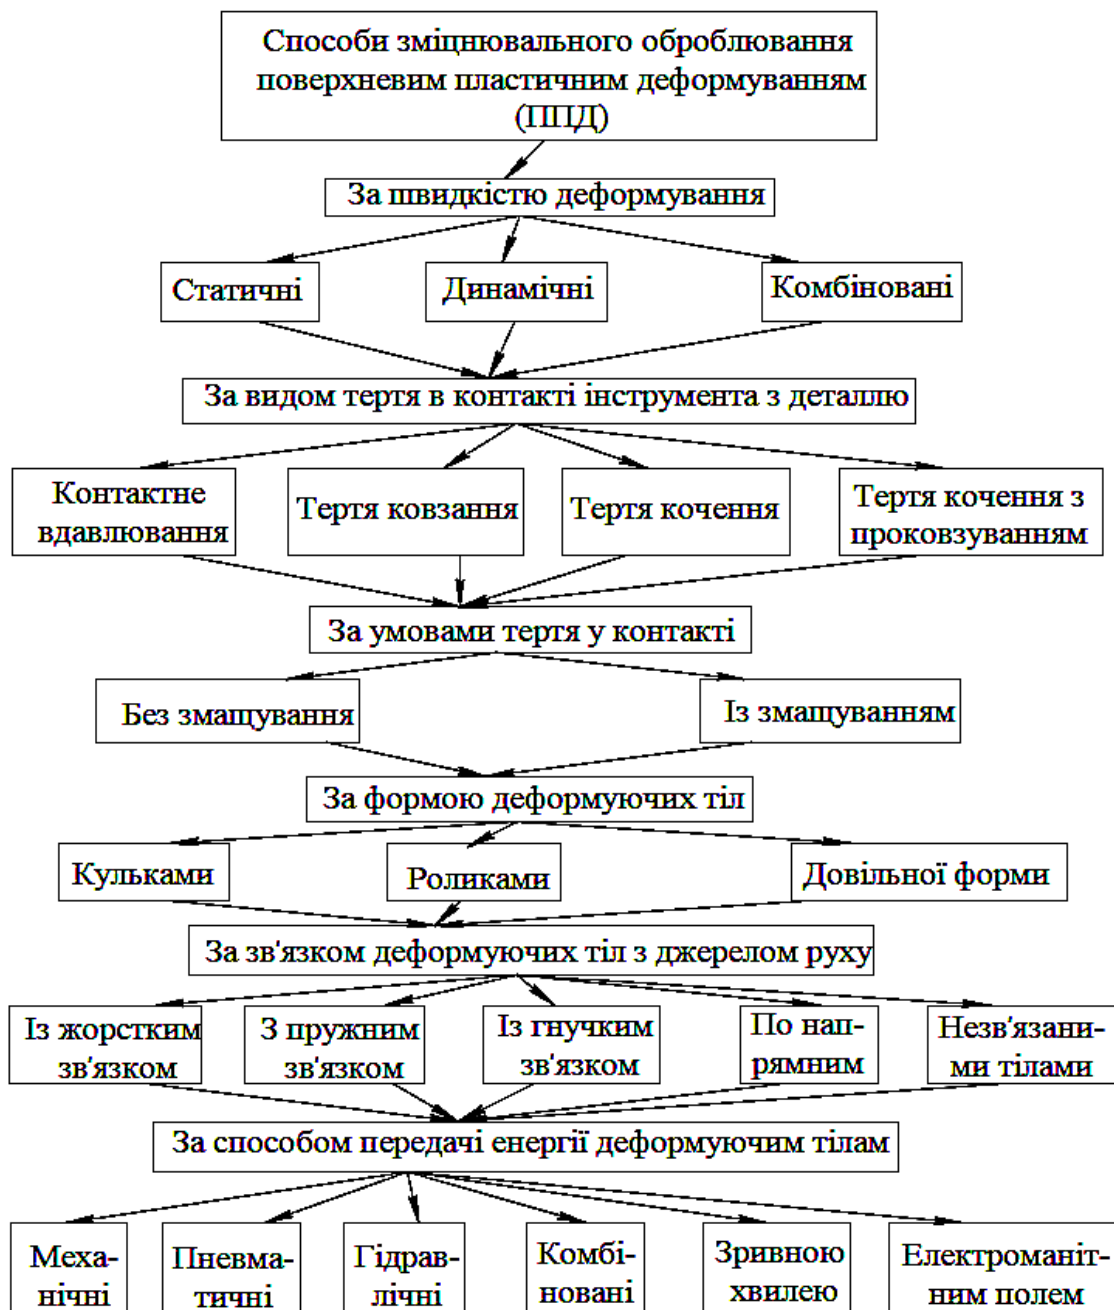 Способи зміцнювального оброблювання
поверхневим пластичним деформуванням
(ППД)
За швидкістю деформування
Статичні
Динамічні
Комбіновані
За видом тертя в контакті інструмента з деталлю
Контактне
вдавлювання
Тертя ковзання
Тертя кочення
Тертя кочення з
проковзуванням
За умовами тертя у контакті
Без змащування
Із змащуванням
За формою деформуючих тіл
Кульками
Роликами
Довільної форми
За зв'язком деформуючих тіл з джерелом руху
Із жорстким
зв'язком
З пружним
зв'язком
Із гнучким
зв'язком
По нап-
рямним
Незв'язани-
ми тілами
За способом передачі енергії деформуючим тілам
Меха-
нічні
Пневма-
тичні
Гідрав-
лічні
Комбі-
новані
Зривною
хвилею
Електроманіт-
ним полем